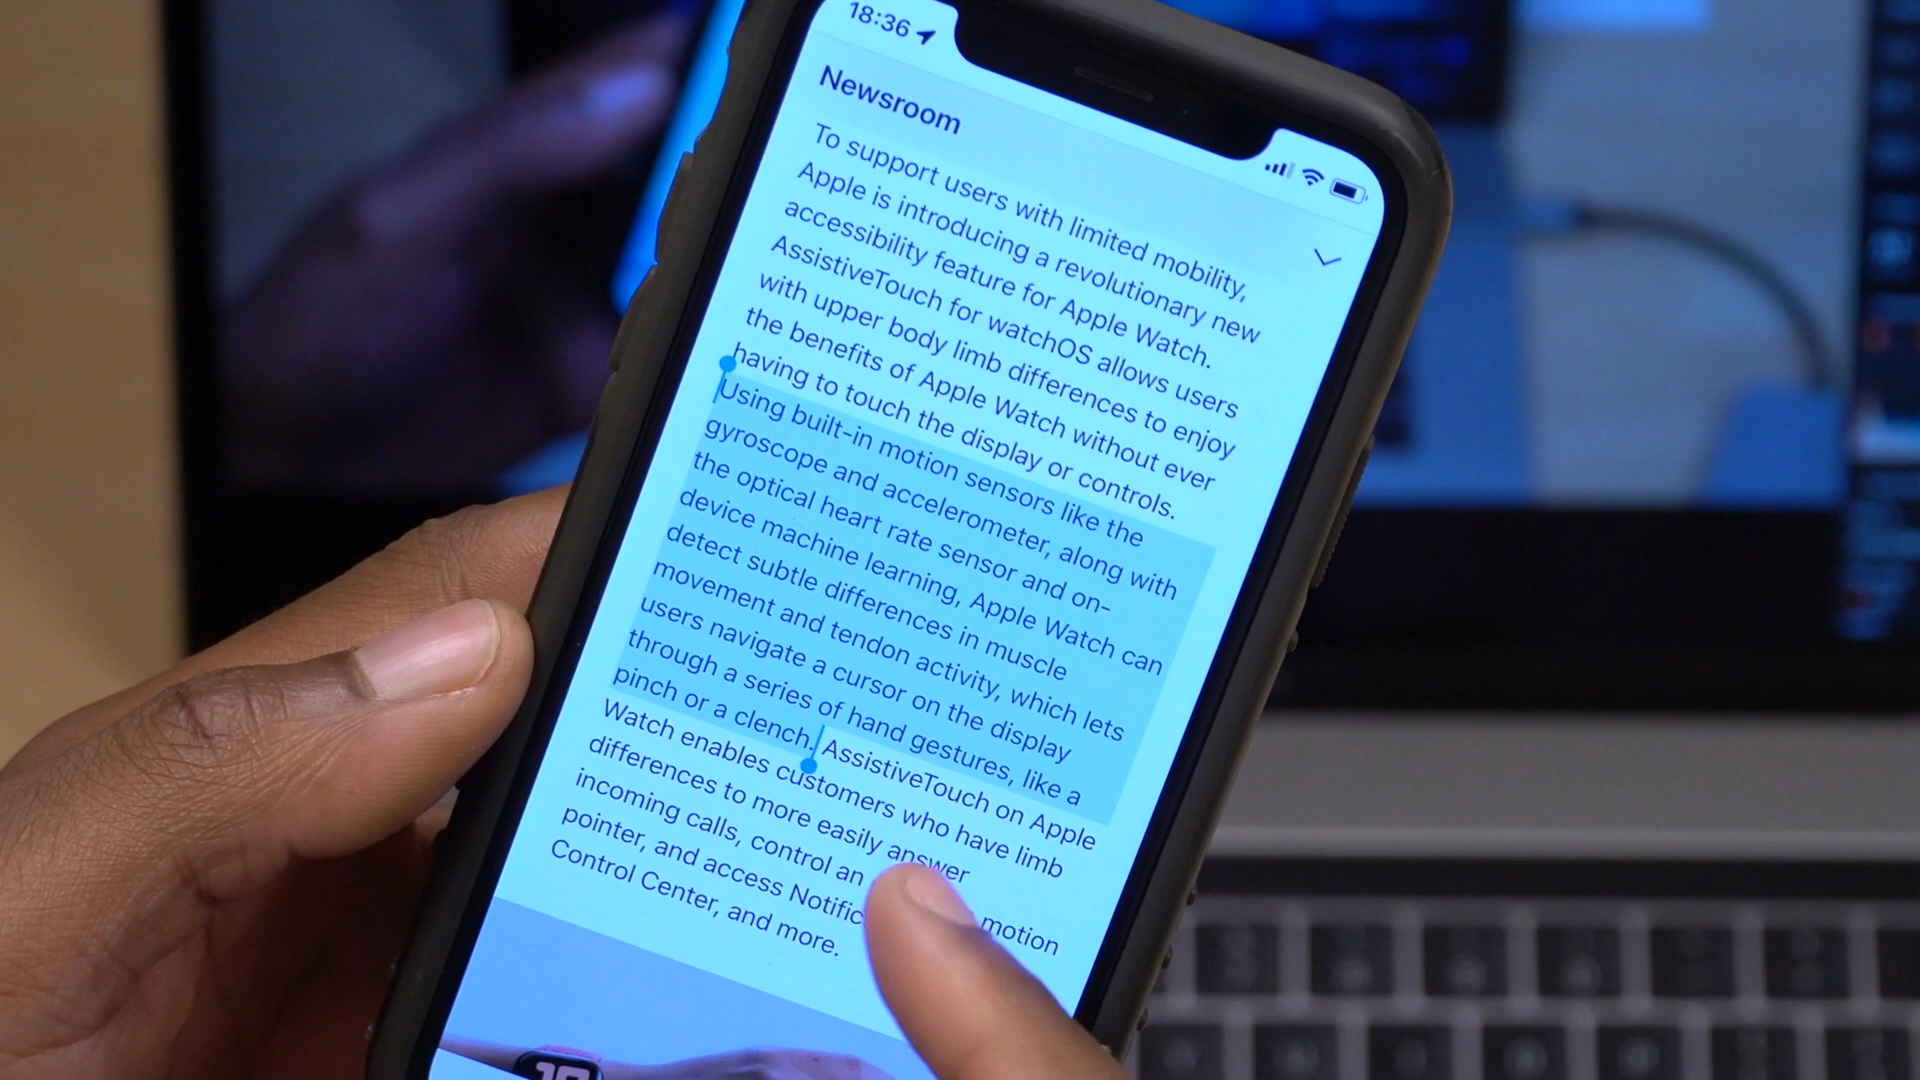 18:36
Newsroom
To support users with limited mobility,
Apple is introducing a revolutionary new
accessibility feature for Apple Watch.
AssistiveTouch for watchOS allows users
with upper body limb differences to enjoy
the benefits of Apple Watch without ever
having to touch the display or controls.
Using built-in motion sensors like the
gyroscope and accelerometer, along with
the optical heart rate sensor and on-
device machine learning, Apple Watch can
detect subtle differences in muscle
movement and tendon activity, which lets
users navigate a cursor on the display
through a series of hand gestures, like a
pinch or a clench. AssistiveTouch on Apple
Watch enables customers who have limb
differences to more easily answer
incoming calls, control an motion
pointer, and access Notific
Control Center, and more.
10